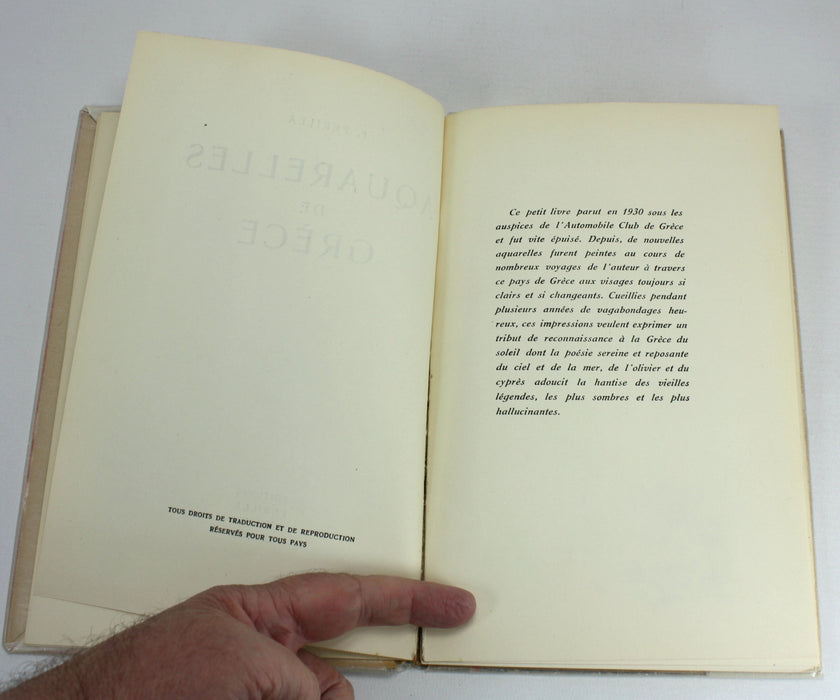 F. PERILLA
AQUARELLES
DE
GRÈCE
TOUS DROITS DE TRADUCTION ET DE REPRODUCTION
RÉSERVÉS POUR TOUS PAYS
Ce petit livre parut en 1930 sous les
auspices de l'Automobile Club de Grèce
et fut vite épuisé. Depuis, de nouvelles
aquarelles furent peintes au cours de
nombreux voyages de l'auteur à travers
ce pays de Grèce aux visages toujours si
clairs et si changeants. Cueillies pendant
plusieurs années de vagabondages heu-
reux, ces impressions veulent exprimer un
tribut de reconnaissance à la Grèce du
soleil dont la poésie sereine et reposante
du ciel et de la mer, de l'olivier et du
cyprès adoucit la hantise des vieilles
légendes, les plus sombres et les plus
hallucinantes.